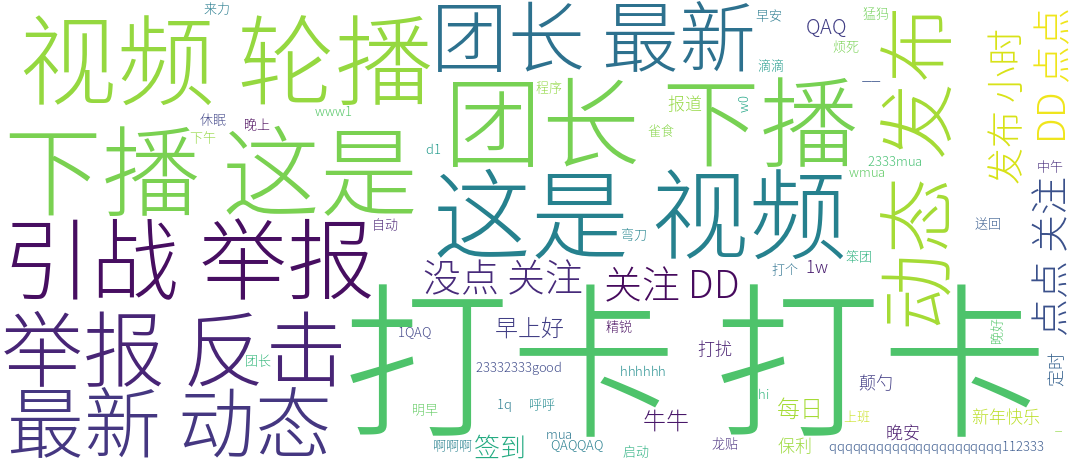 来力
视频 轮播
团长 最新
早安
QAQ
猛犸
烦死
滴滴
发布
发布 小时
DD 点点
下播 这是
休眠
晚上
www1
下午
d1
团长 下播
程序
报道
w0
雀食
一
2333mua
wmua
中午
引战 举报
自动
这是 视频
弯刀
笨团
打个
1w
动态
送回
点点 关注
没点 关注
关注 DD
举报 反击
团长
打卡 打卡
1QAQ
早上好
精锐
打扰
晚好
23332333good
hhhhhh
颠勺
定时
最新 动态
明早
1q
呼呼
牛牛
hi
每日
上班
新年快乐
啊啊啊
签到
mua
QAQQAQ
启动
龙贴
保利
晚安
qqqqqqqqqqqqqqqqqqqqq112333